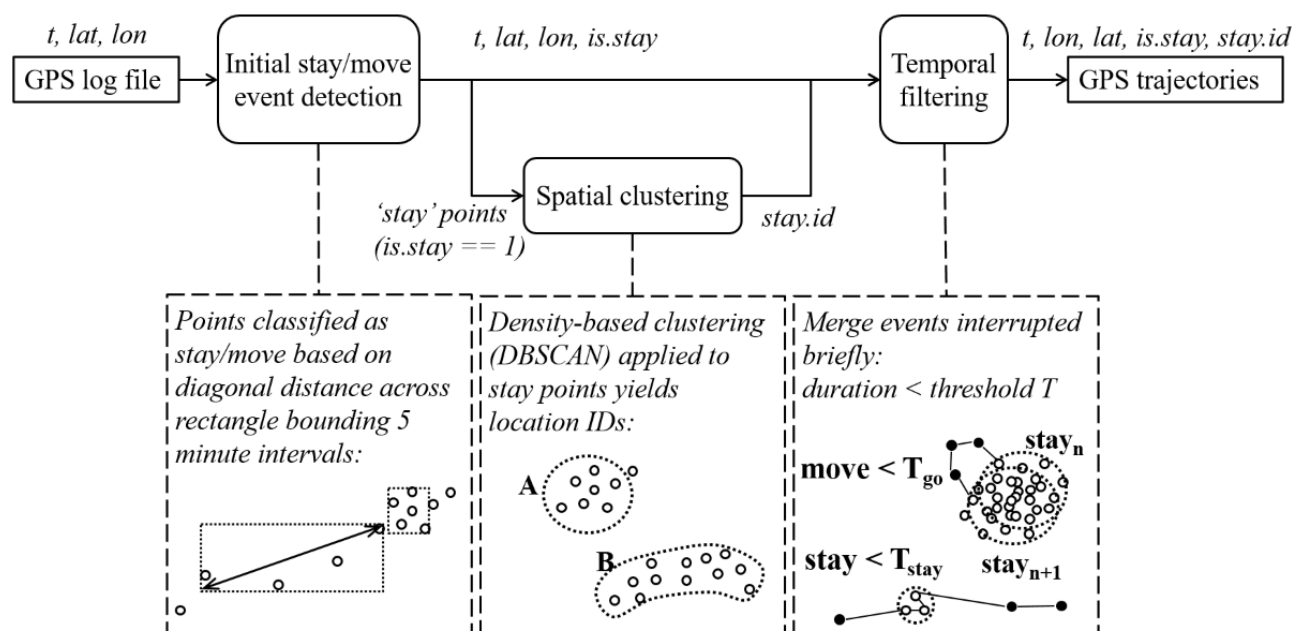 t, lat, lon
GPS log file
Initial stay/move
event detection
t, lat, lon, is.stay
Temporal
filtering
t, lon, lat, is.stay, stay.id
GPS trajectories
‘stay’ points
(is.stay == 1)
Spatial clustering
stay.id
Points classified as
stay/move based on
diagonal distance across
rectangle bounding 5
minute intervals:
Density-based clustering
(DBSCAN) applied to
stay points yields
location IDs:
A
B
Merge events interrupted
briefly:
duration < threshold T
stayₙ
move < T_go
stay < T_stay
stayₙ₊₁